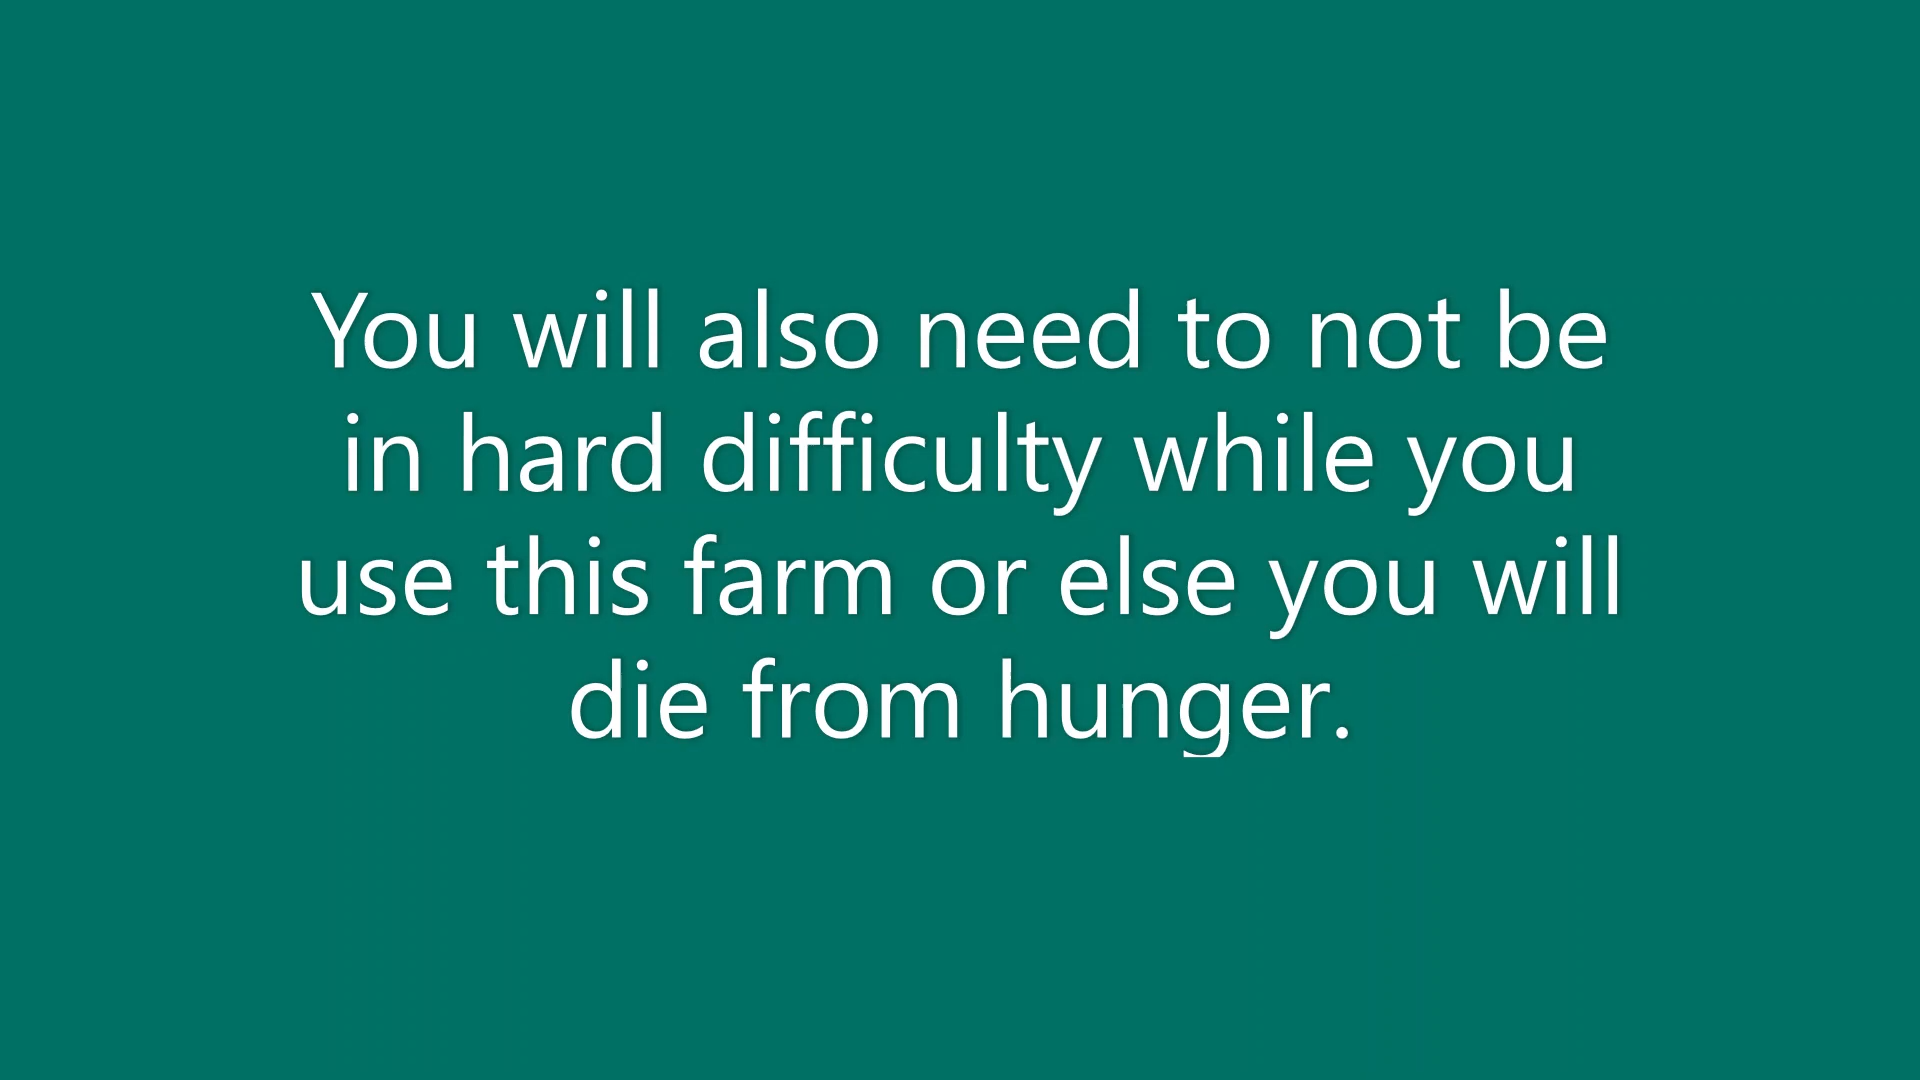 You will also need to not be
in hard difficulty while you
use this farm or else you will
die from hunger.